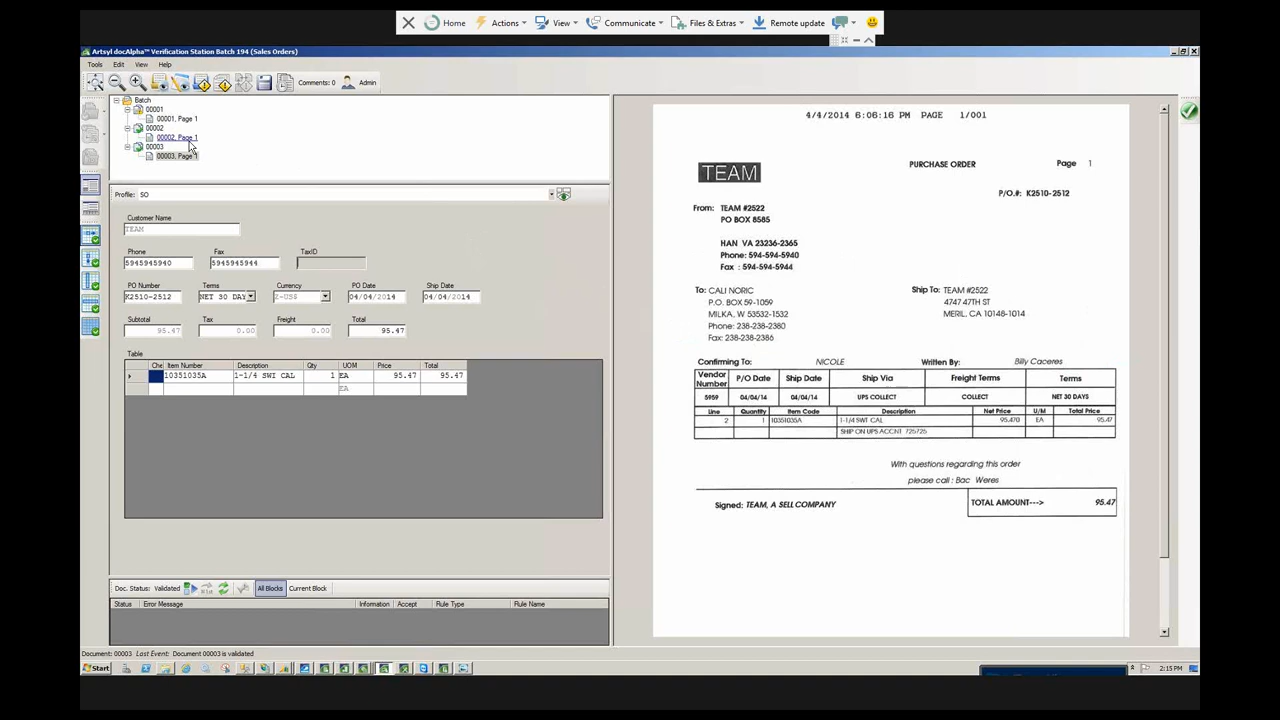 Home Actions View Communicate Files & Extras Remote update
Artsyl docAlpha™ Verification Station Batch 194 (Sales Orders)
Tools Edit View Help
Comments: 0 Admin
Batch
00001
00001, Page 1
00002
00002, Page 1
00003
00003, Page 1
Profile: SO
Customer Name
TEAM
Phone Fax TaxID
5945945940 5945945944
PO Number Terms Currency PO Date Ship Date
K2510-2512 NET 30 DAY Z-US$ 04/04/2014 04/04/2014
Subtotal Tax Freight Total
95.47 0.00 0.00 95.47
Table
Che Item Number Description Qty UOM Price Total
10351035A 1-1/4 SWI CAL 1 EA 95.47 95.47
EA
Doc. Status: Validated All Blocks Current Block
Status Error Message Information Accept Rule Type Rule Name
Document: 00003 Last Event: Document 00003 is validated
Start 2:15 PM
4/4/2014 6:06:16 PM PAGE 1/001
TEAM PURCHASE ORDER Page 1
P/O.#: K2510-2512
From: TEAM #2522
PO BOX 8585
HAN VA 23236-2365
Phone: 594-594-5940
Fax : 594-594-5944
To: CALI NORIC
P.O. BOX 59-1059
MILKA, W 53532-1532
Phone: 238-238-2380
Fax: 238-238-2386
Ship To: TEAM #2522
4747 47TH ST
MERIL, CA 10148-1014
Confirming To: NICOLE Written By: Billy Caceres
Vendor Number P/O Date Ship Date Ship Via Freight Terms Terms
5959 04/04/14 04/04/14 UPS COLLECT COLLECT NET 30 DAYS
Line Quantity Item Code Description Net Price U/M Total Price
2 1 10351035A 1-1/4 SWT CAL 95.470 EA 95.47
SHIP ON UPS ACCNT 725725
With questions regarding this order
please call : Bac Weres
Signed: TEAM, A SELL COMPANY TOTAL AMOUNT---> 95.47